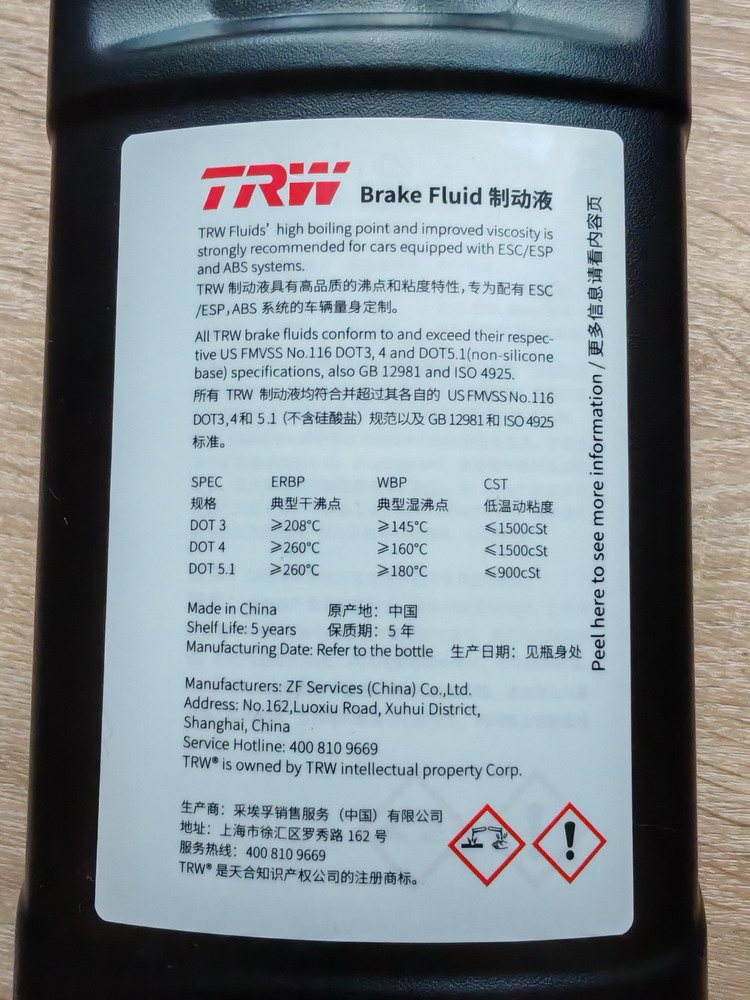 TRW Brake Fluid 制动液
TRW Fluids' high boiling point and improved viscosity is
strongly recommended for cars equipped with ESC/ESP
and ABS systems.
TRW 制动液具有高品质的沸点和粘度特性，专为配有 ESC
/ESP，ABS 系统的车辆量身定制。
All TRW brake fluids conform to and exceed their respec-
tive US FMVSS No.116 DOT3, 4 and DOT5.1(non-silicone
base) specifications, also GB 12981 and ISO 4925.
所有 TRW 制动液均符合并超过其各自的 US FMVSS No.116
DOT3,4和 5.1（不含硅酸盐）规范以及 GB 12981 和 ISO 4925
标准。
SPEC ERBP WBP CST
规格 典型干沸点 典型湿沸点 低温动粘度
DOT 3 ⩾208°C ⩾145°C ⩽1500cSt
DOT 4 ⩾260°C ⩾160°C ⩽1500cSt
DOT 5.1 ⩾260°C ⩾180°C ⩽900cSt
Made in China 原产地：中国
Shelf Life: 5 years 保质期：5 年
Manufacturing Date: Refer to the bottle 生产日期：见瓶身处
Manufacturers: ZF Services (China) Co.,Ltd.
Address: No.162,Luoxiu Road, Xuhui District,
Shanghai, China
Service Hotline: 400 810 9669
TRW® is owned by TRW intellectual property Corp.
生产商：采埃孚销售服务（中国）有限公司
地址：上海市徐汇区罗秀路 162 号
服务热线：400 810 9669
TRW® 是天合知识产权公司的注册商标。
Peel here to see more information / 更多信息请看内容页